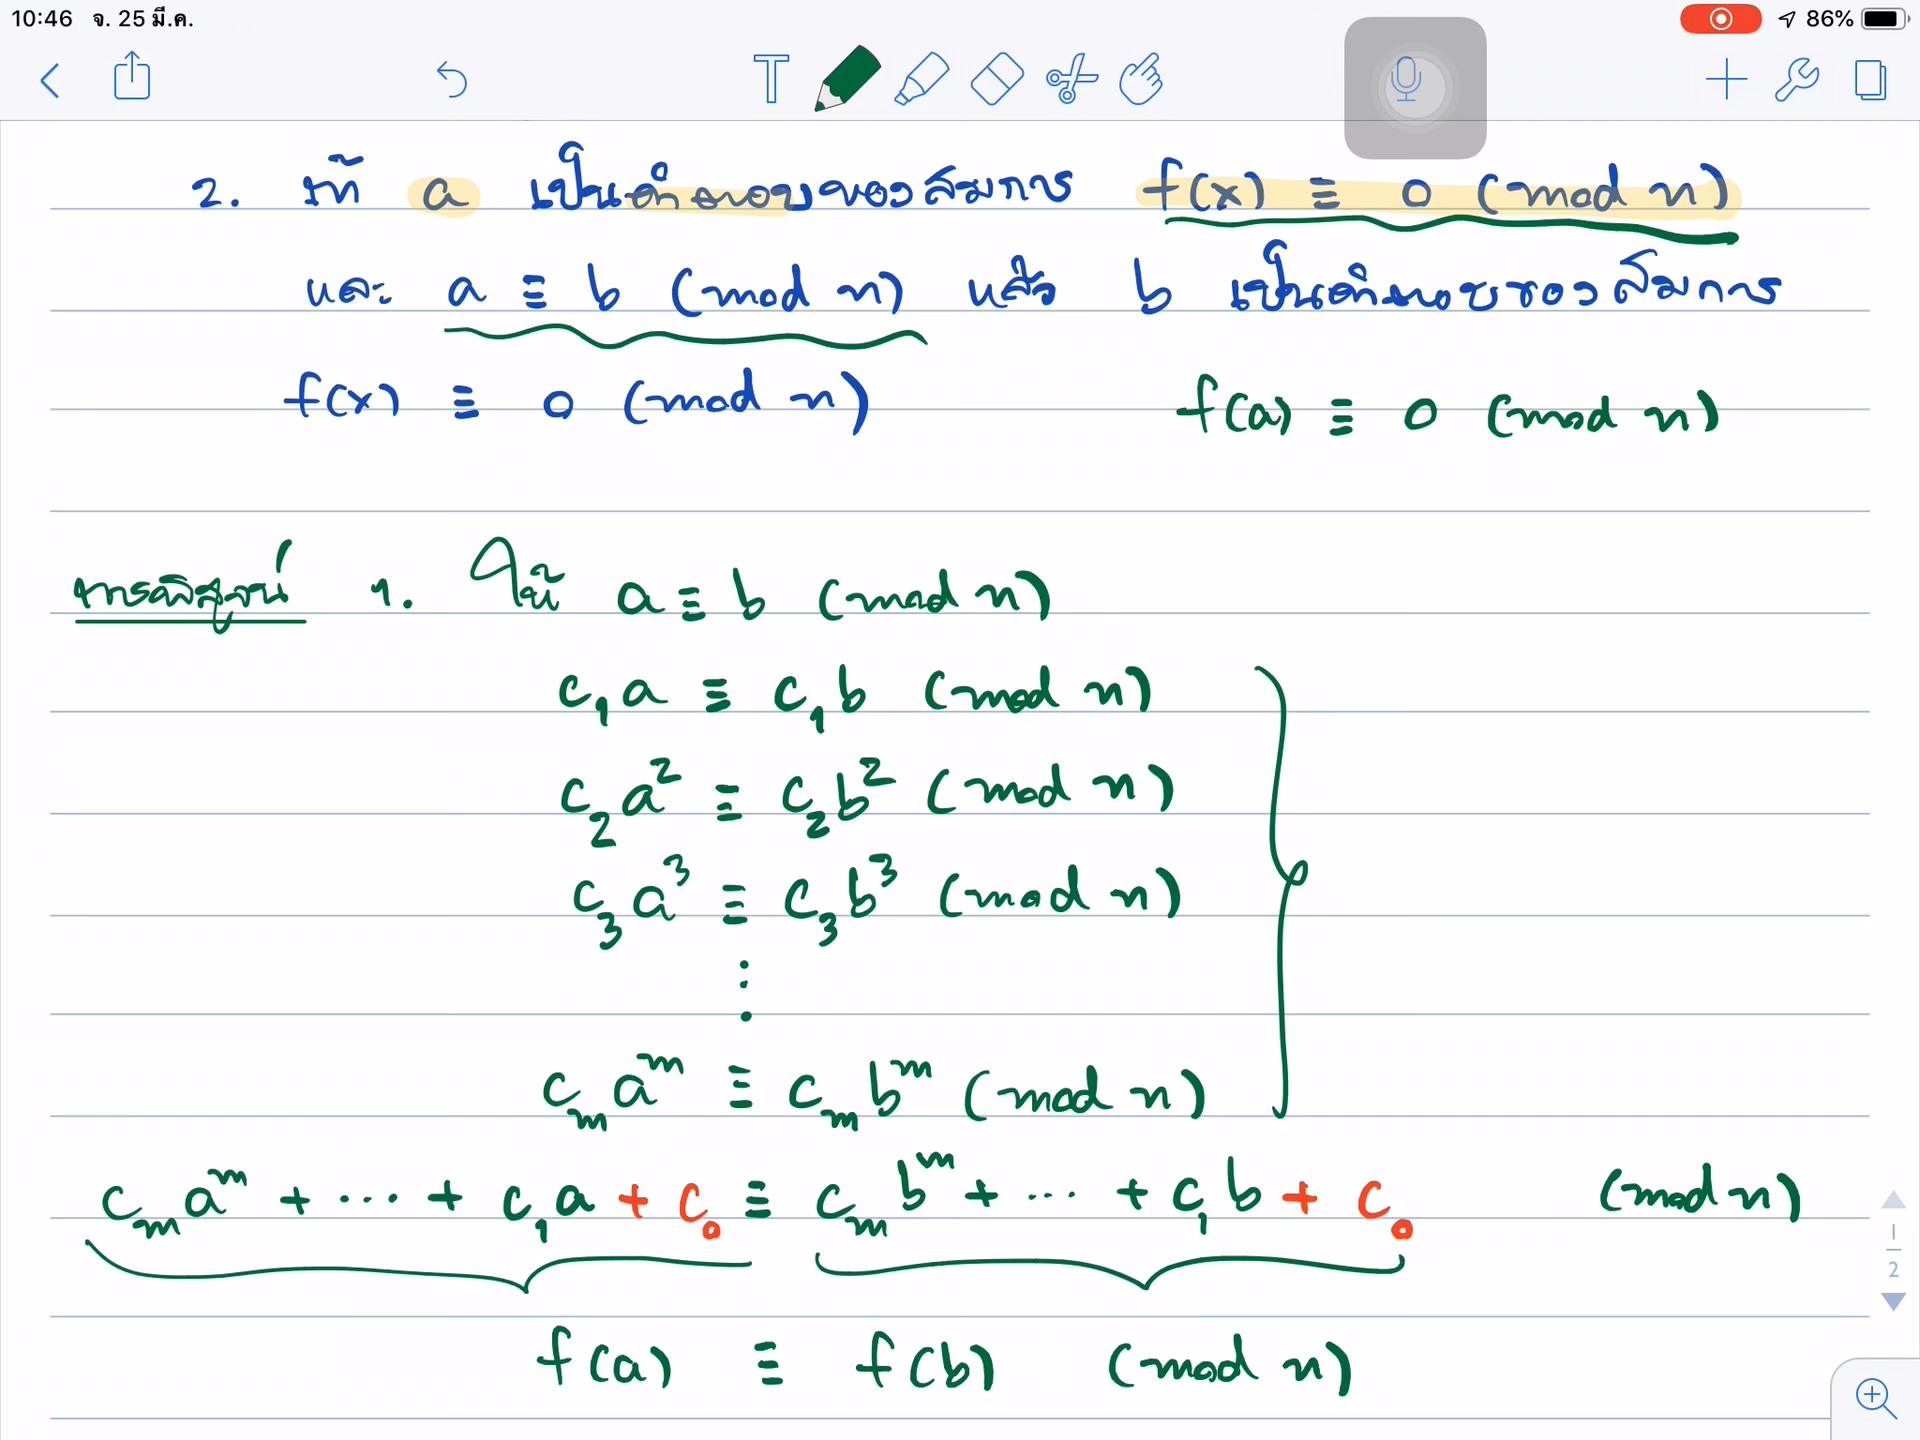 10:46 จ. 25 มี.ค. 86%
T
2. ถ้า a เป็นคำตอบของสมการ f(x) ≡ 0 (mod n)
และ a ≡ b (mod n) แล้ว b เป็นคำตอบของสมการ
f(x) ≡ 0 (mod n) f(a) ≡ 0 (mod n)
การพิสูจน์ 1. ให้ a ≡ b (mod n)
c₁a ≡ c₁b (mod n)
c₂a² ≡ c₂b² (mod n)
c₃a³ ≡ c₃b³ (mod n)
⋮
cₘaᵐ ≡ cₘbᵐ (mod n)
cₘaᵐ + ... + c₁a + c₀ ≡ cₘbᵐ + ... + c₁b + c₀ (mod n)
f(a) ≡ f(b) (mod n)
1
2